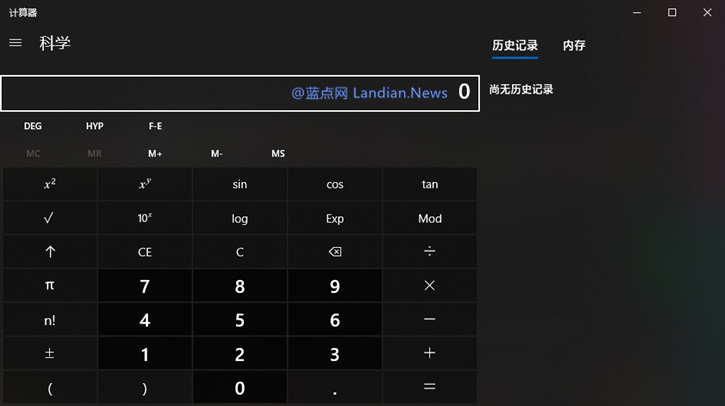 计算器
科学
历史记录 内存
@蓝点网 Landian.News 0
尚无历史记录
DEG HYP F-E
MC MR M+ M- MS
x² xʸ sin cos tan
√ 10ˣ log Exp Mod
↑ CE C ⌫ ÷
π 7 8 9 ×
n! 4 5 6 −
± 1 2 3 +
( ) 0 . =